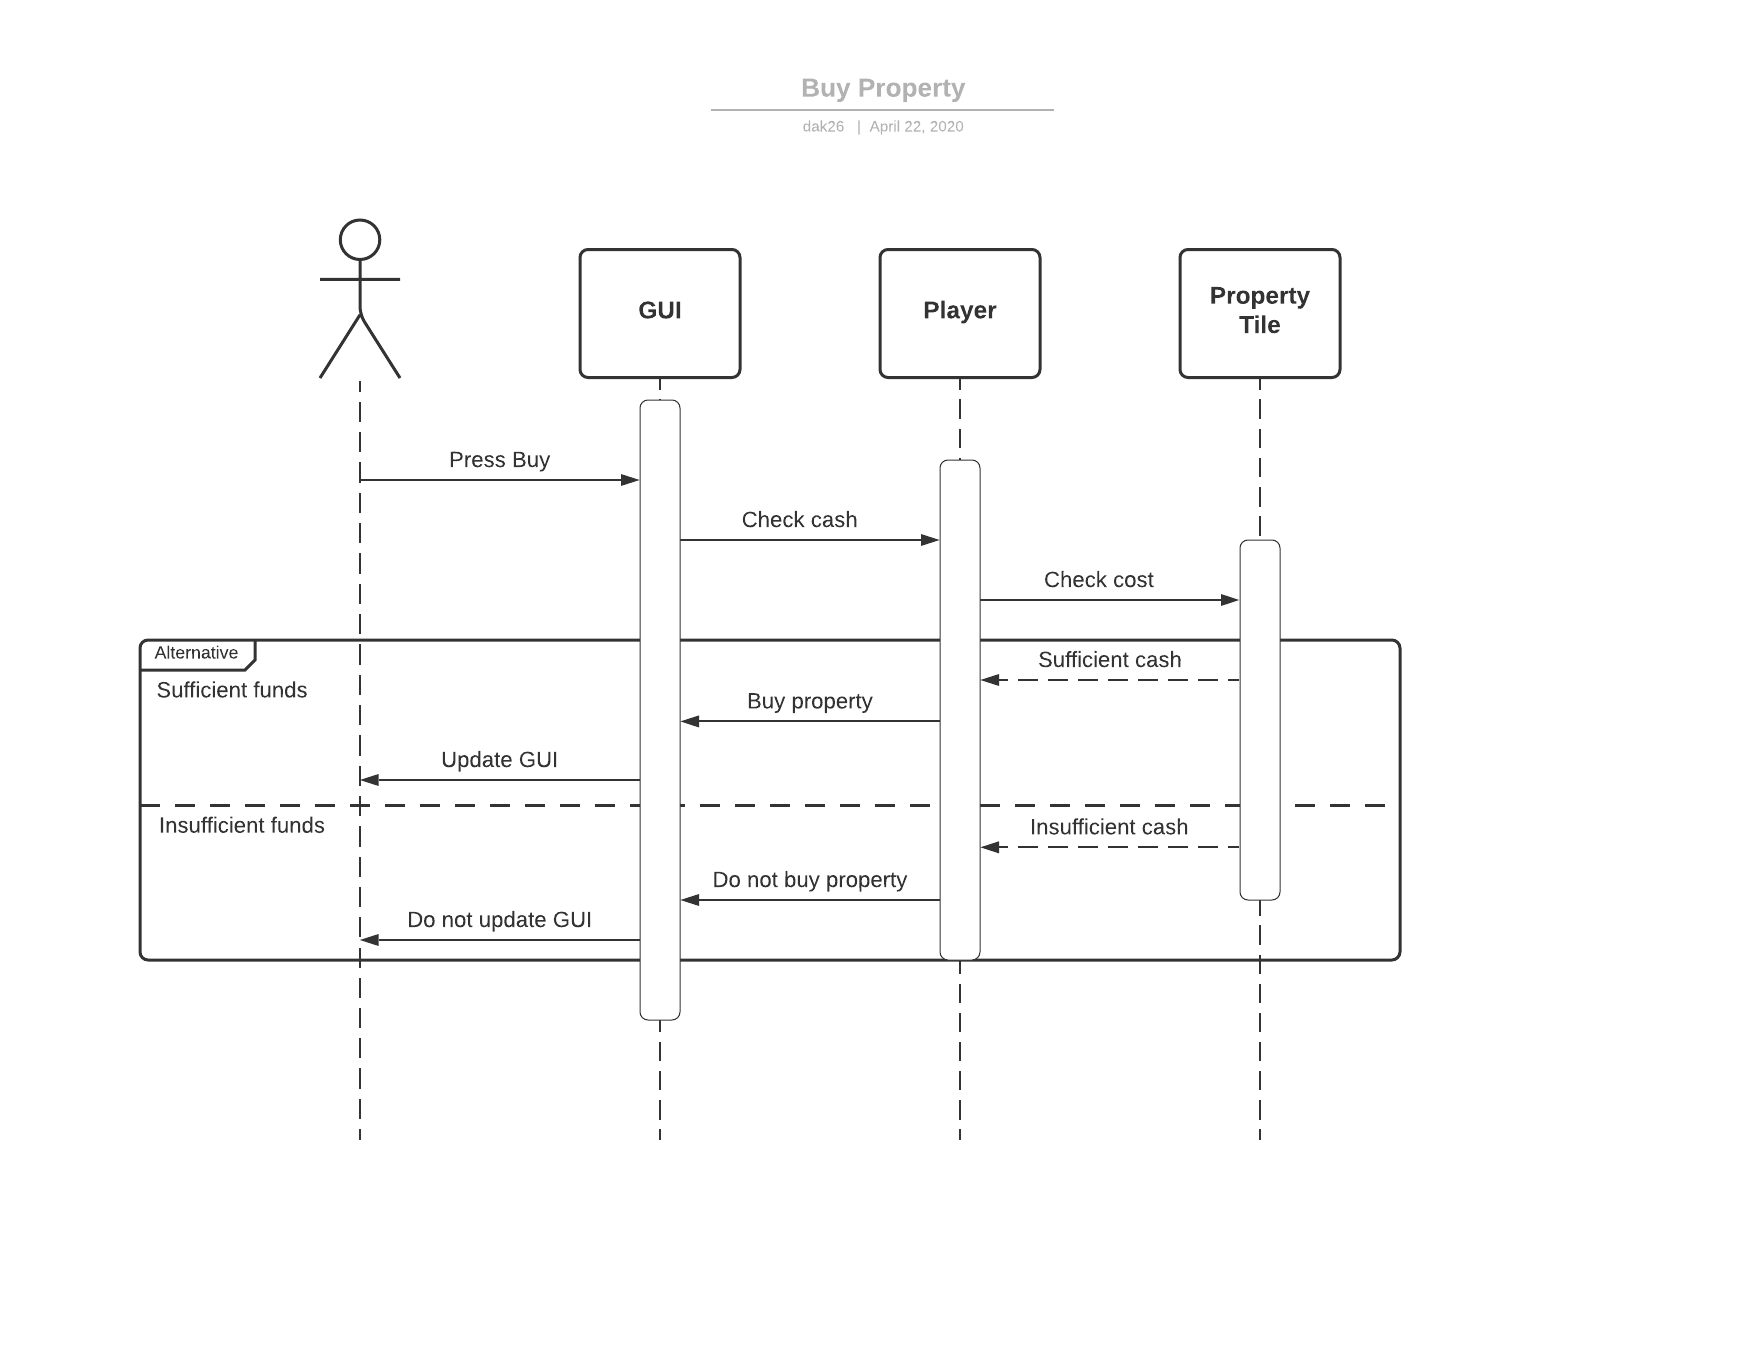 Buy Property
dak26 | April 22, 2020
GUI
Player
Property
Tile
Press Buy
Check cash
Check cost
Alternative
Sufficient funds
Sufficient cash
Buy property
Update GUI
Insufficient funds
Insufficient cash
Do not buy property
Do not update GUI